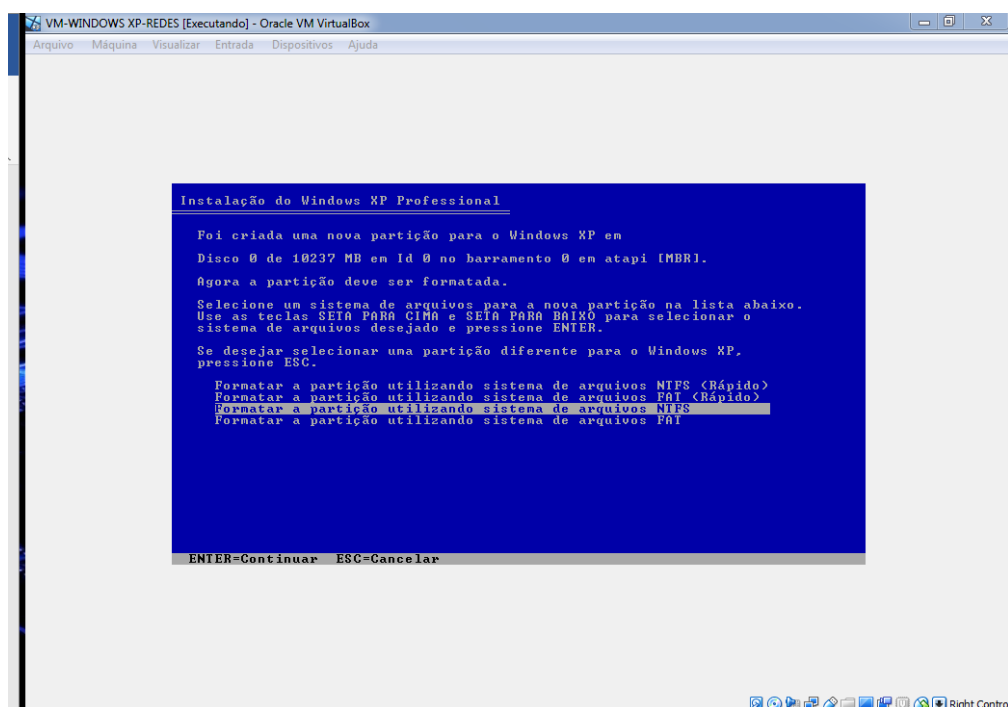 VM-WINDOWS XP-REDES [Executando] - Oracle VM VirtualBox
Arquivo Máquina Visualizar Entrada Dispositivos Ajuda
Instalação do Windows XP Professional
Foi criada uma nova partição para o Windows XP em
Disco 0 de 10237 MB em Id 0 no barramento 0 em atapi [MBR].
Agora a partição deve ser formatada.
Selecione um sistema de arquivos para a nova partição na lista abaixo.
Use as teclas SETA PARA CIMA e SETA PARA BAIXO para selecionar o
sistema de arquivos desejado e pressione ENTER.
Se desejar selecionar uma partição diferente para o Windows XP,
pressione ESC.
Formatar a partição utilizando sistema de arquivos NTFS (Rápido)
Formatar a partição utilizando sistema de arquivos FAT (Rápido)
Formatar a partição utilizando sistema de arquivos NTFS
Formatar a partição utilizando sistema de arquivos FAT
ENTER=Continuar ESC=Cancelar
Right Contro